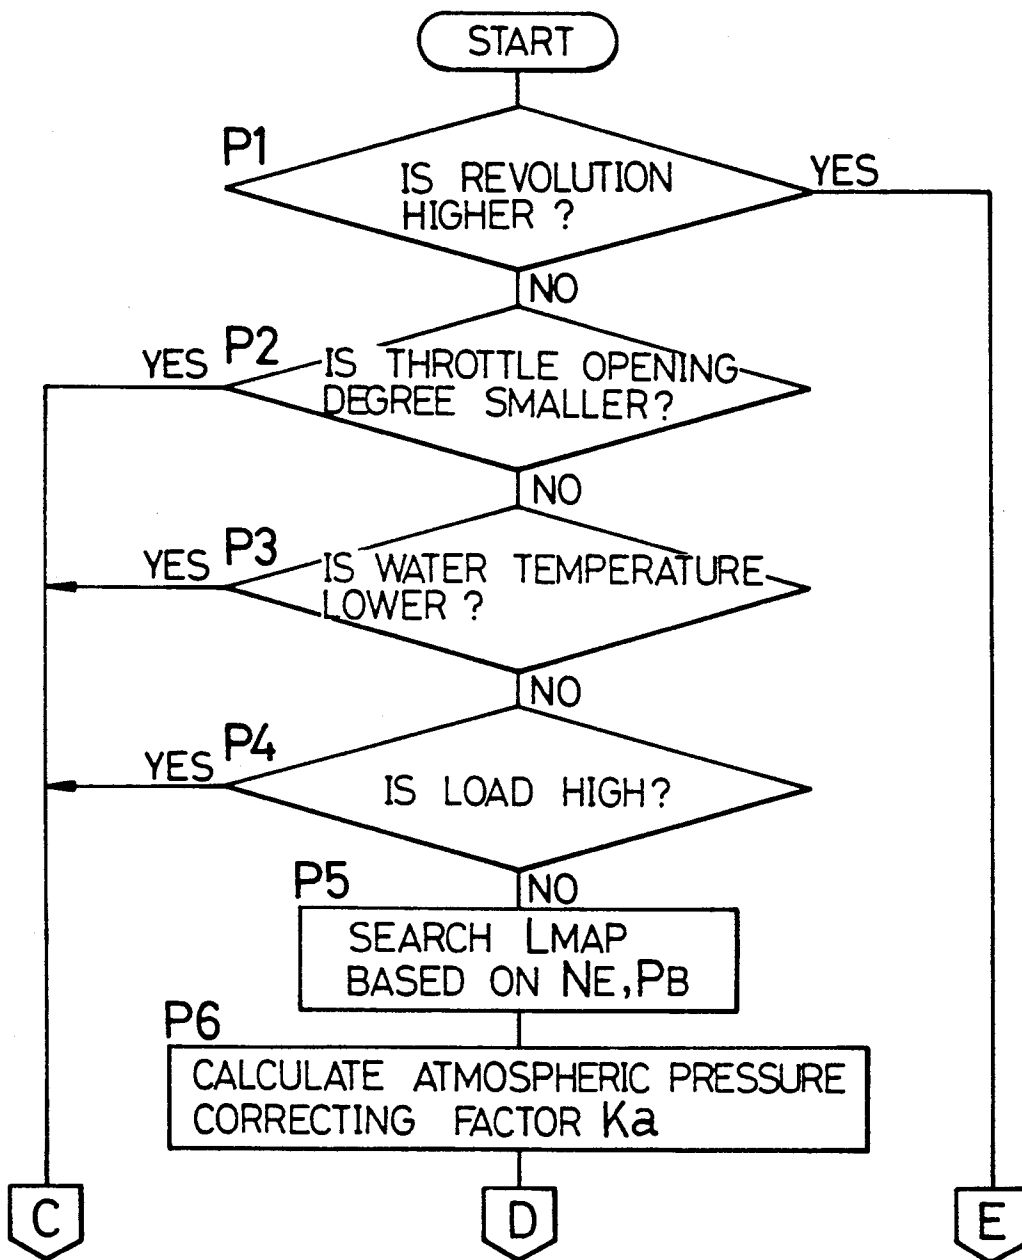 START
P1
IS REVOLUTION
HIGHER ?
YES
NO
YES
P2
IS THROTTLE OPENING
DEGREE SMALLER?
NO
YES
P3
IS WATER TEMPERATURE
LOWER ?
NO
YES
P4
IS LOAD HIGH?
NO
P5
SEARCH LMAP
BASED ON NE,PB
P6
CALCULATE ATMOSPHERIC PRESSURE
CORRECTING FACTOR Ka
C
D
E